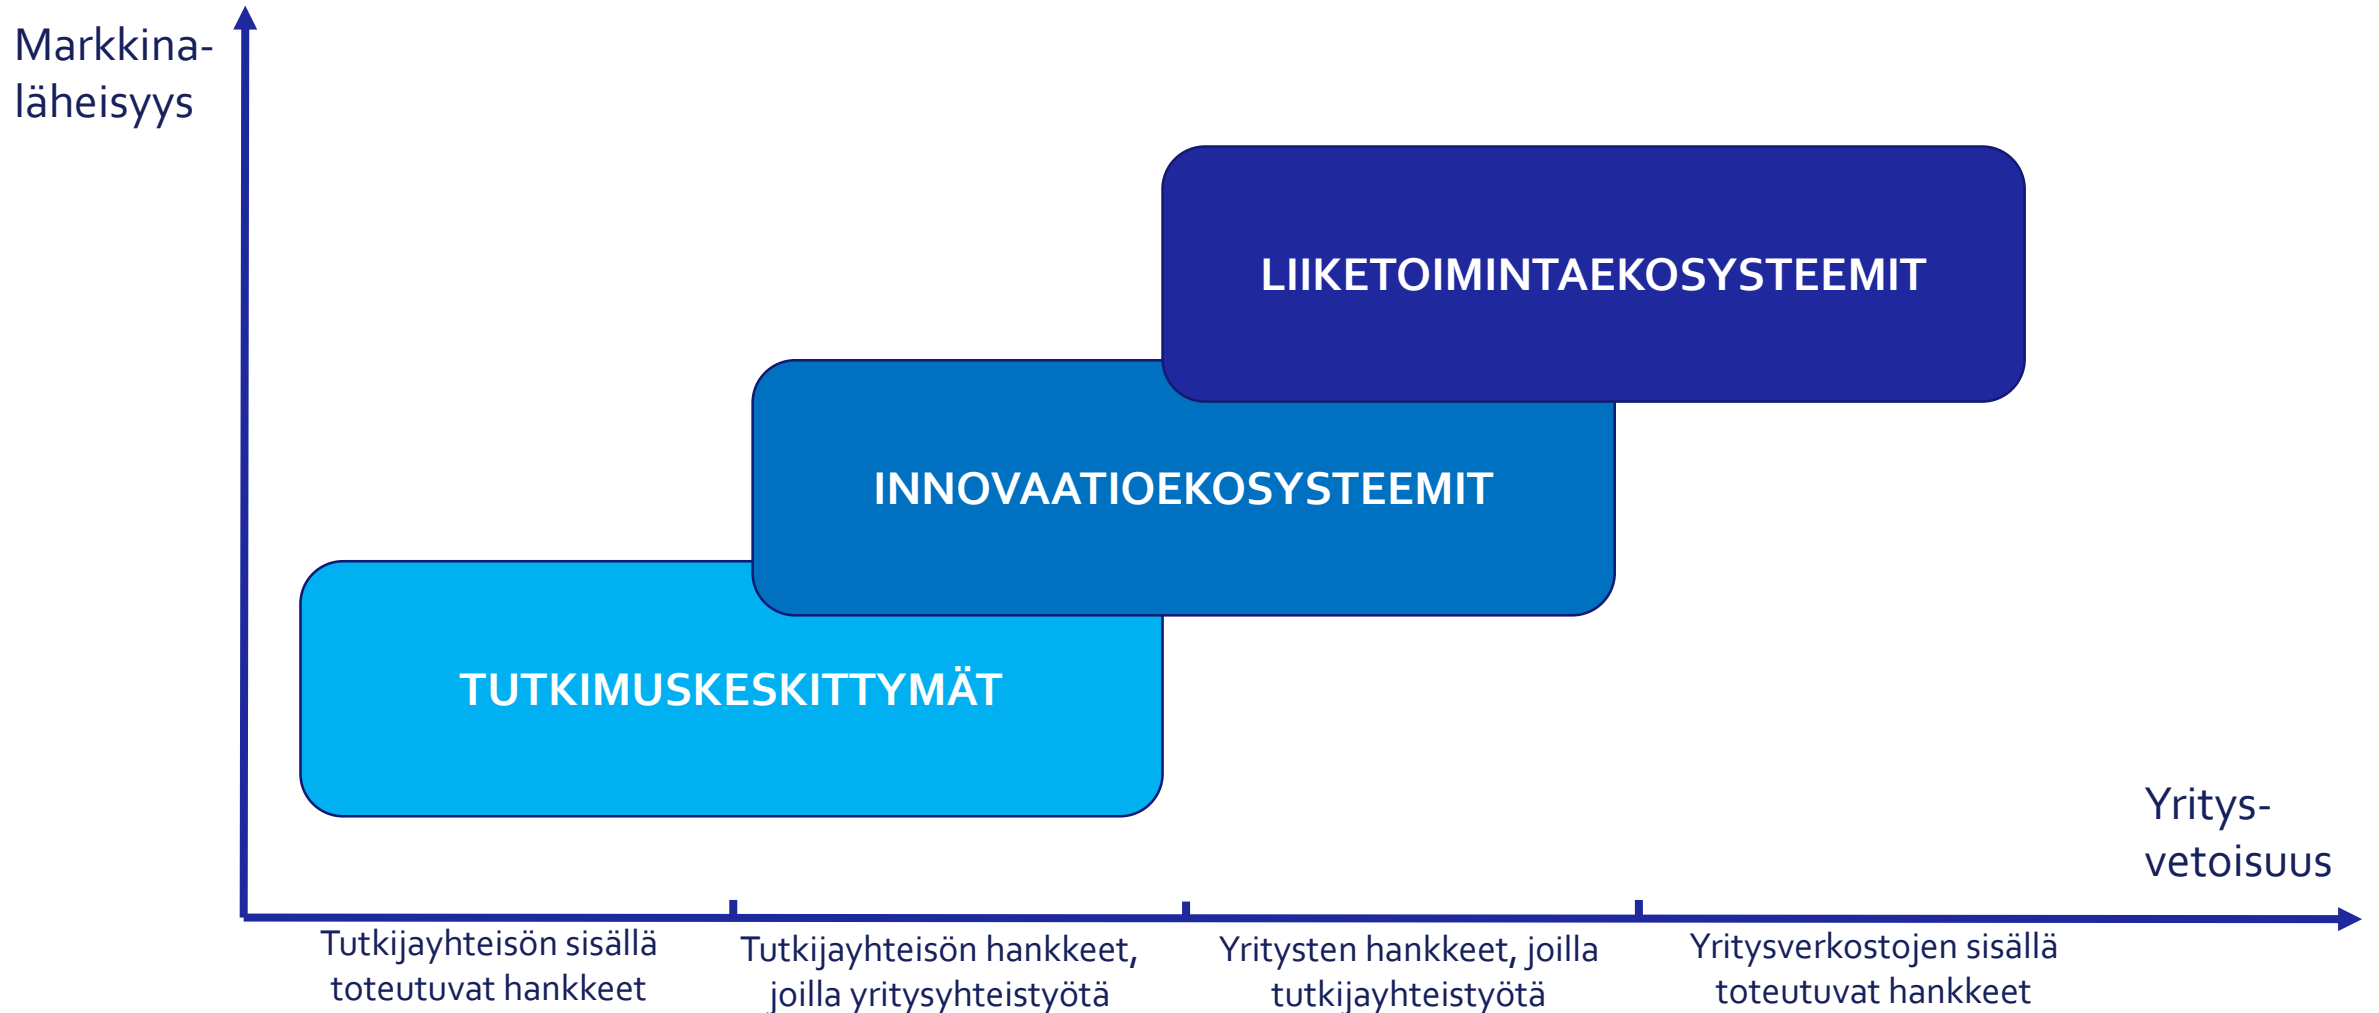 Markkina-
läheisyys
LIIKETOIMINTAEKOSYSTEEMIT
INNOVAATIOEKOSYSTEEMIT
TUTKIMUSKESKITTYMÄT
Yritys-
vetoisuus
Tutkijayhteisön sisällä
toteutuvat hankkeet
Tutkijayhteisön hankkeet,
joilla yritysyhteistyötä
Yritysten hankkeet, joilla
tutkijayhteistyötä
Yritysverkostojen sisällä
toteutuvat hankkeet